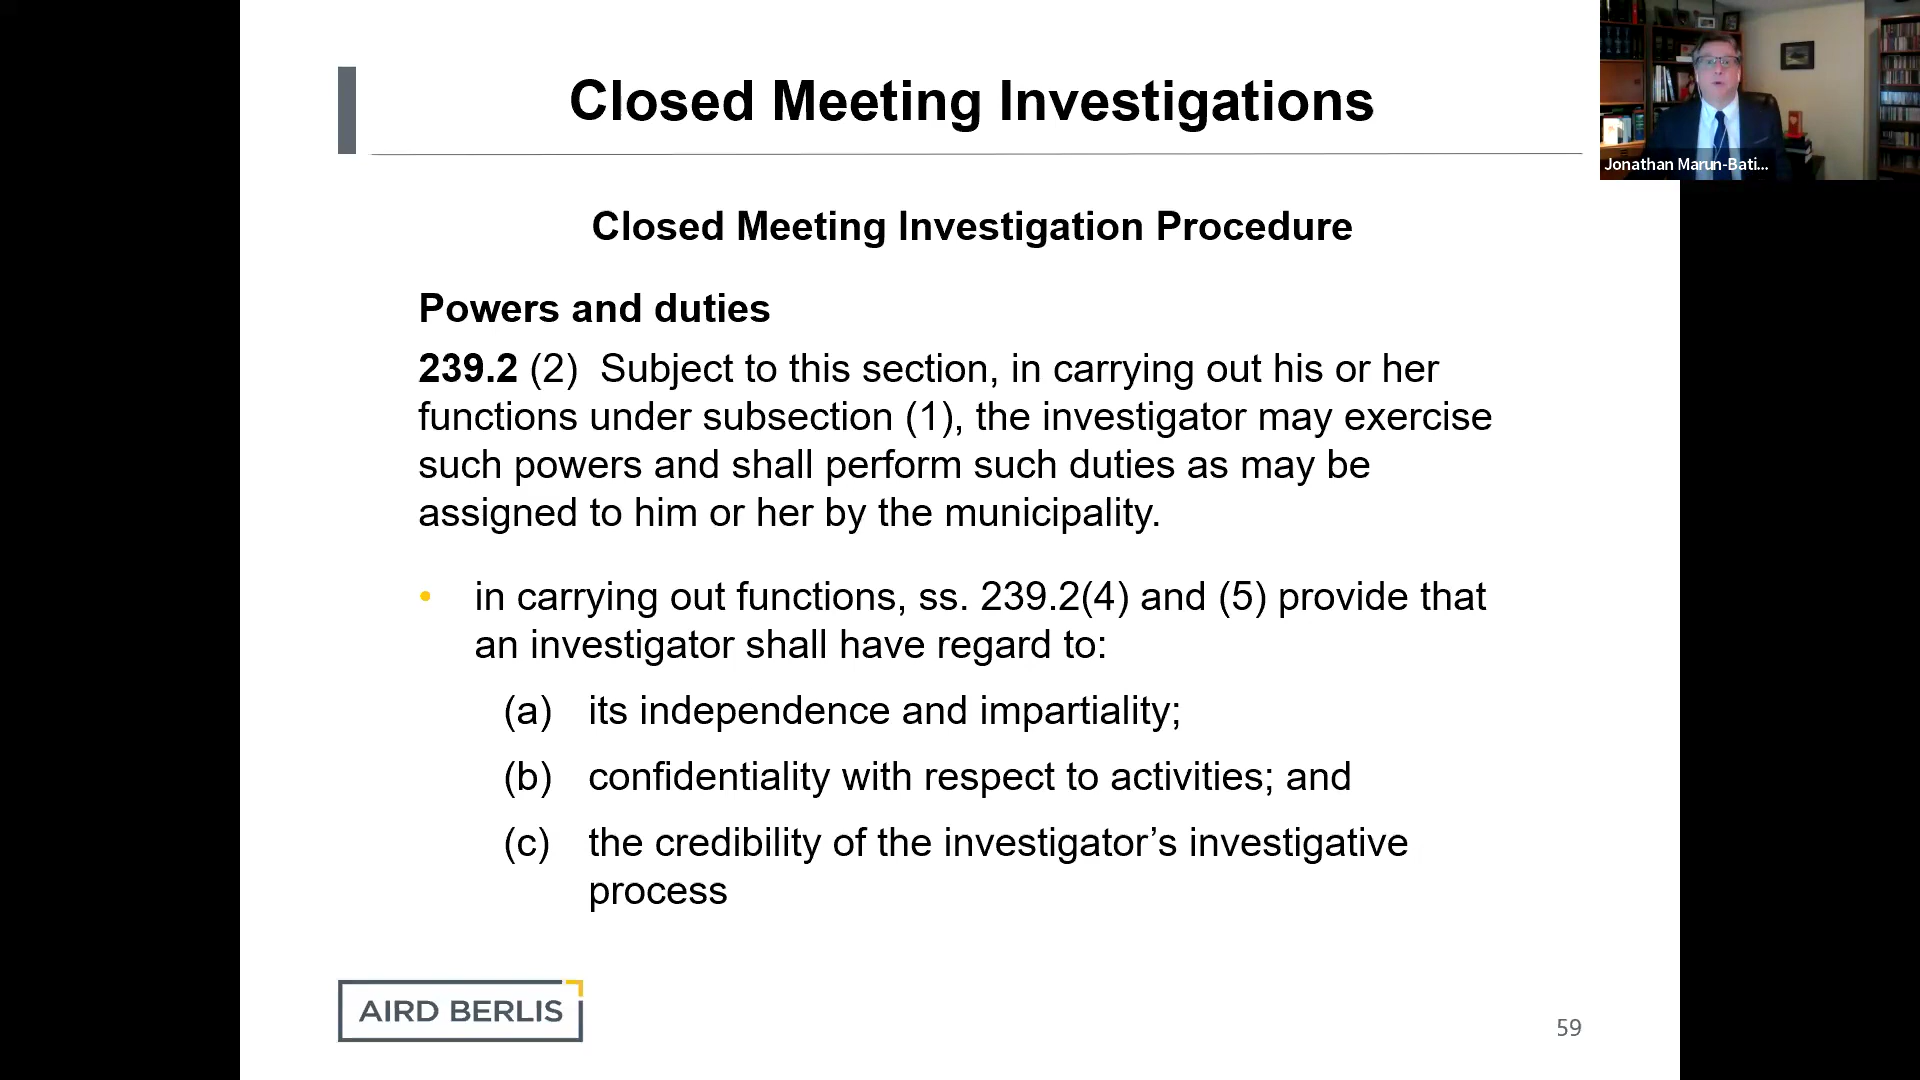 Closed Meeting Investigations
Jonathan Marun-Bati...
Closed Meeting Investigation Procedure
Powers and duties
239.2 (2) Subject to this section, in carrying out his or her
functions under subsection (1), the investigator may exercise
such powers and shall perform such duties as may be
assigned to him or her by the municipality.
• in carrying out functions, ss. 239.2(4) and (5) provide that
an investigator shall have regard to:
(a) its independence and impartiality;
(b) confidentiality with respect to activities; and
(c) the credibility of the investigator’s investigative
process
AIRD BERLIS
59